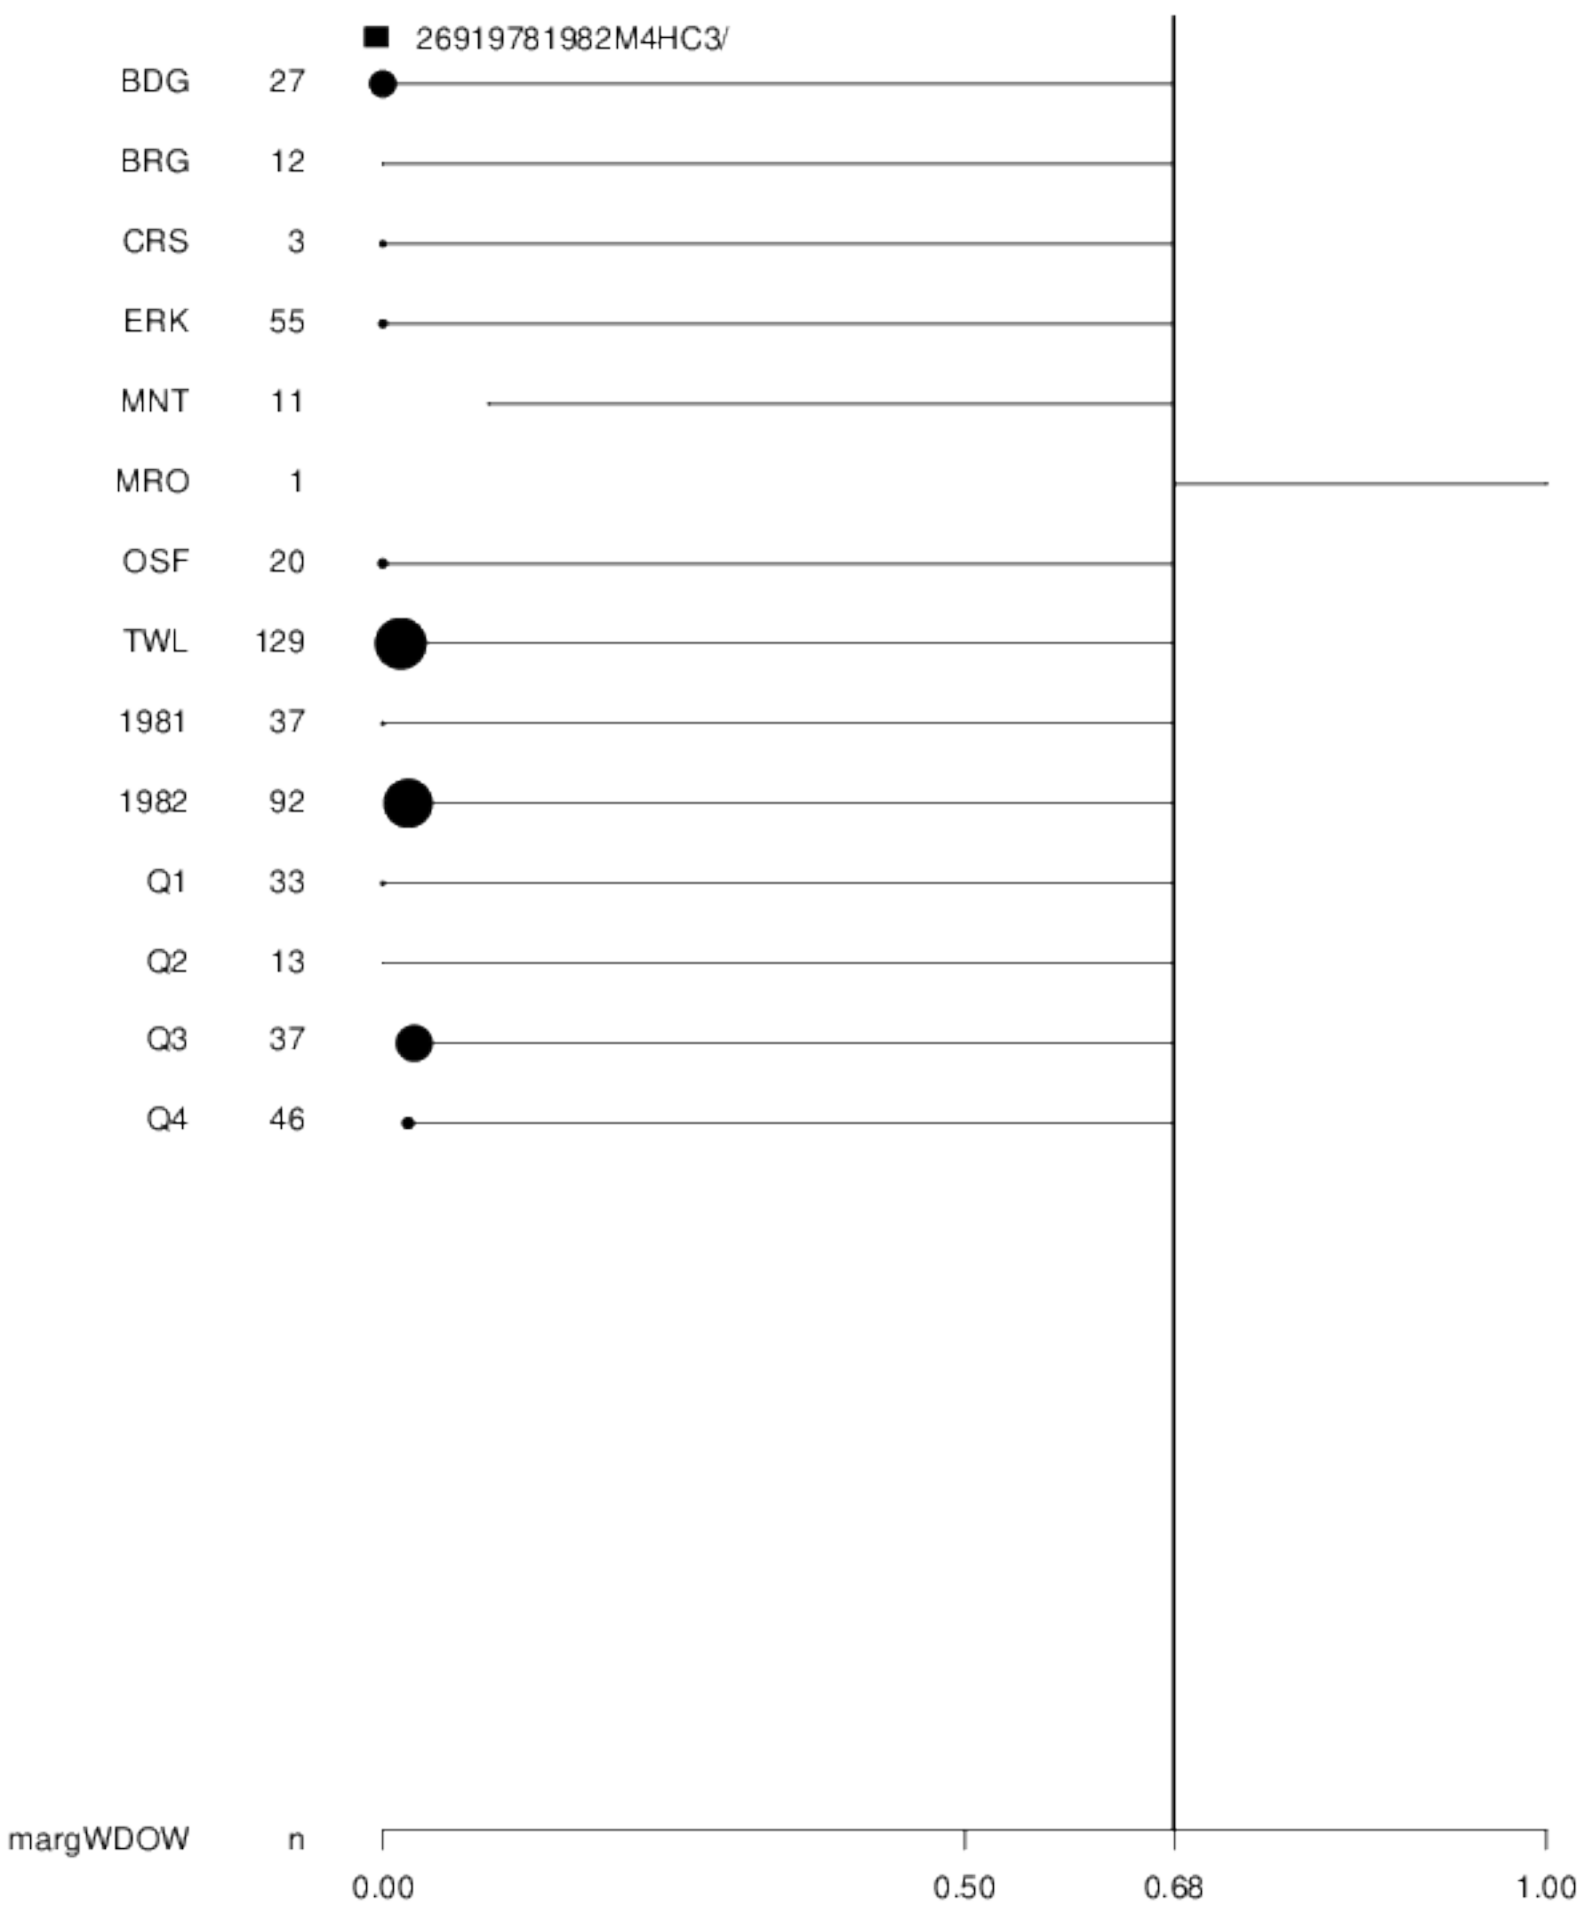 26919781982M4HC3/
BDG 27
BRG 12
CRS 3
ERK 55
MNT 11
MRO 1
OSF 20
TWL 129
1981 37
1982 92
Q1 33
Q2 13
Q3 37
Q4 46
margWDOW n
0.00 0.50 0.68 1.00